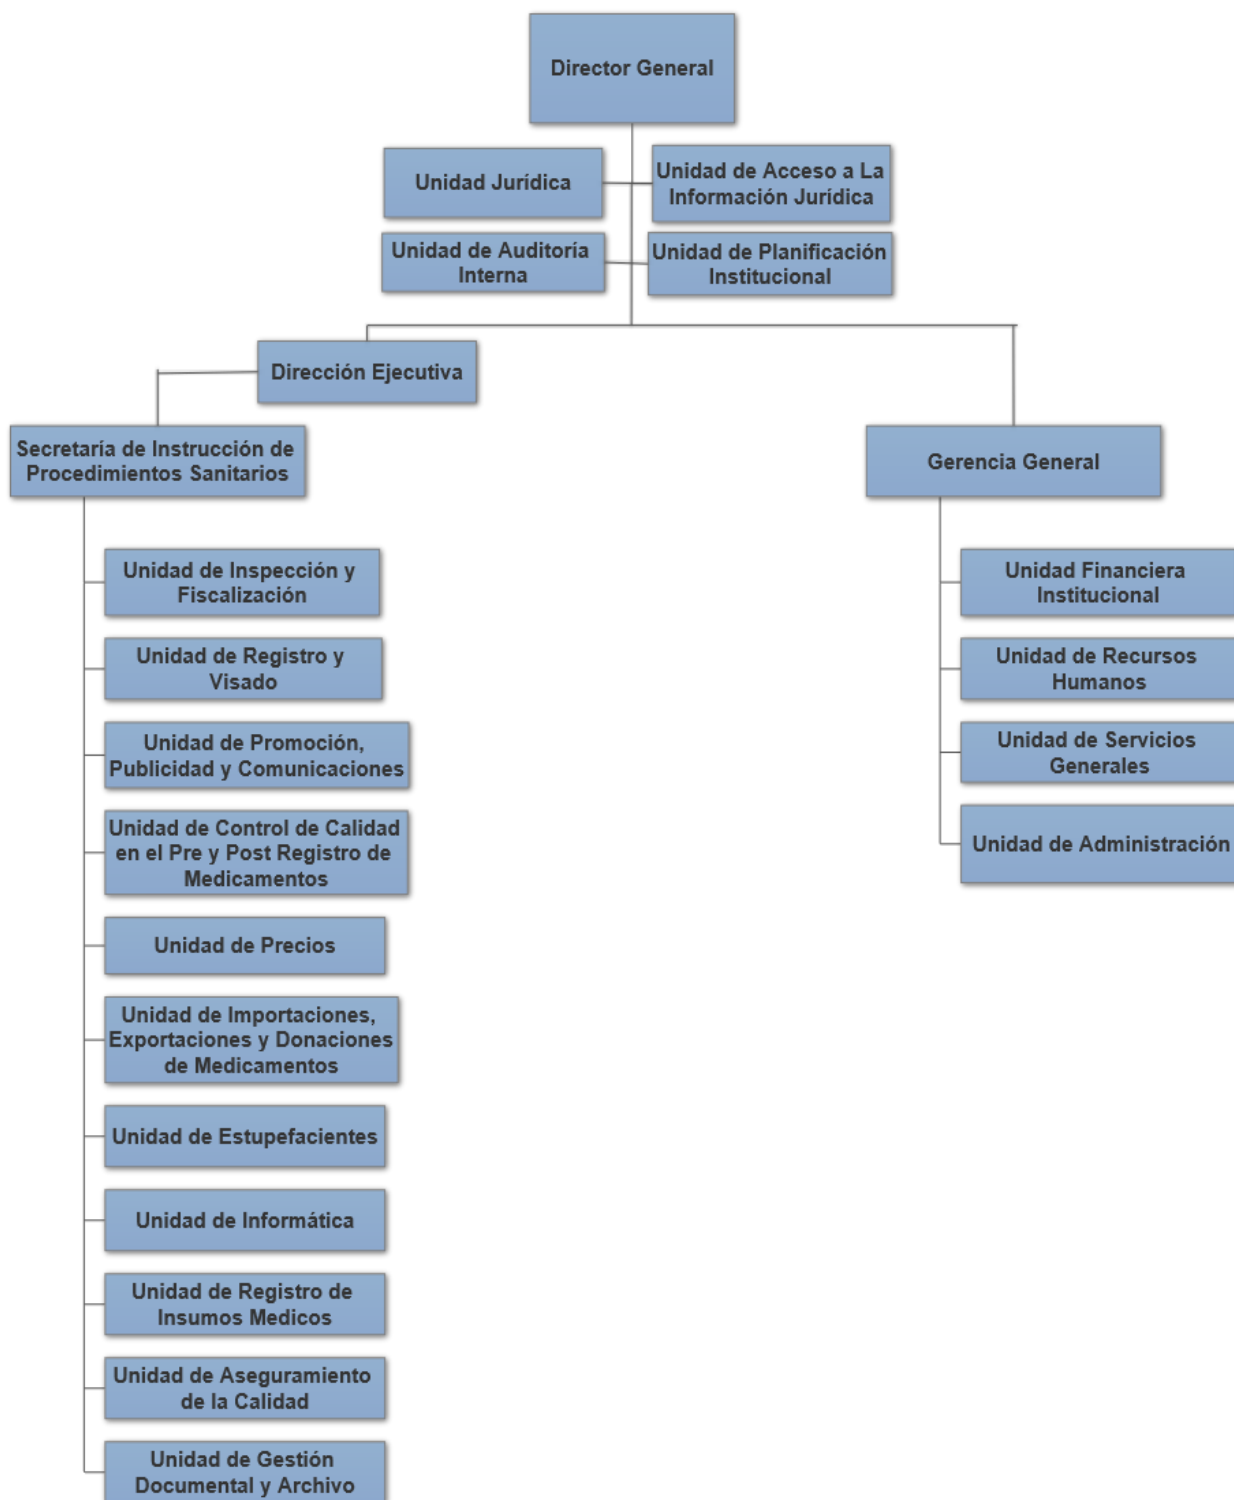 Director General
Unidad Jurídica
Unidad de Acceso a La
Información Jurídica
Unidad de Auditoría
Interna
Unidad de Planificación
Institucional
Dirección Ejecutiva
Secretaría de Instrucción de
Procedimientos Sanitarios
Gerencia General
Unidad de Inspección y
Fiscalización
Unidad de Registro y
Visado
Unidad de Promoción,
Publicidad y Comunicaciones
Unidad de Control de Calidad
en el Pre y Post Registro de
Medicamentos
Unidad de Precios
Unidad de Importaciones,
Exportaciones y Donaciones
de Medicamentos
Unidad de Estupefacientes
Unidad de Informática
Unidad de Registro de
Insumos Medicos
Unidad de Aseguramiento
de la Calidad
Unidad de Gestión
Documental y Archivo
Unidad Financiera
Institucional
Unidad de Recursos
Humanos
Unidad de Servicios
Generales
Unidad de Administración